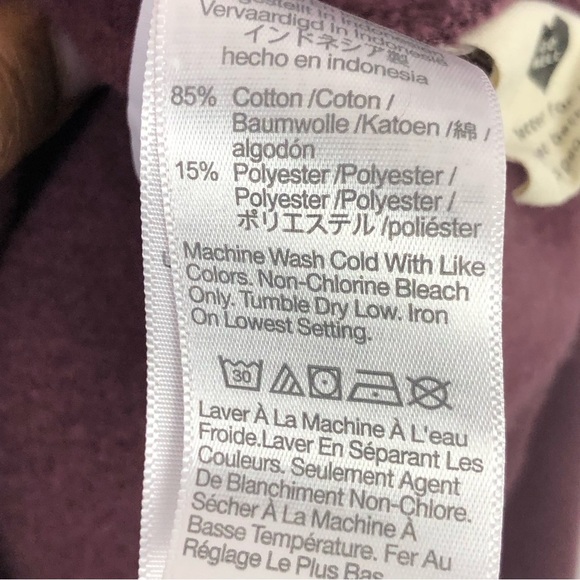 Vervaardigd In Indonesië
インドネシア製
hecho en indonesia
85% Cotton /Coton /
Baumwolle /Katoen /綿 /
algodón
15% Polyester /Polyester /
Polyester /Polyester /
ポリエステル /poliéster
Machine Wash Cold With Like
Colors. Non-Chlorine Bleach
Only. Tumble Dry Low. Iron
On Lowest Setting.
30
Laver À La Machine À L'eau
Froide.Laver En Séparant Les
Couleurs. Seulement Agent
De Blanchiment Non-Chlore.
Sécher À La Machine À
Basse Température. Fer Au
Réglage Le Plus Bas